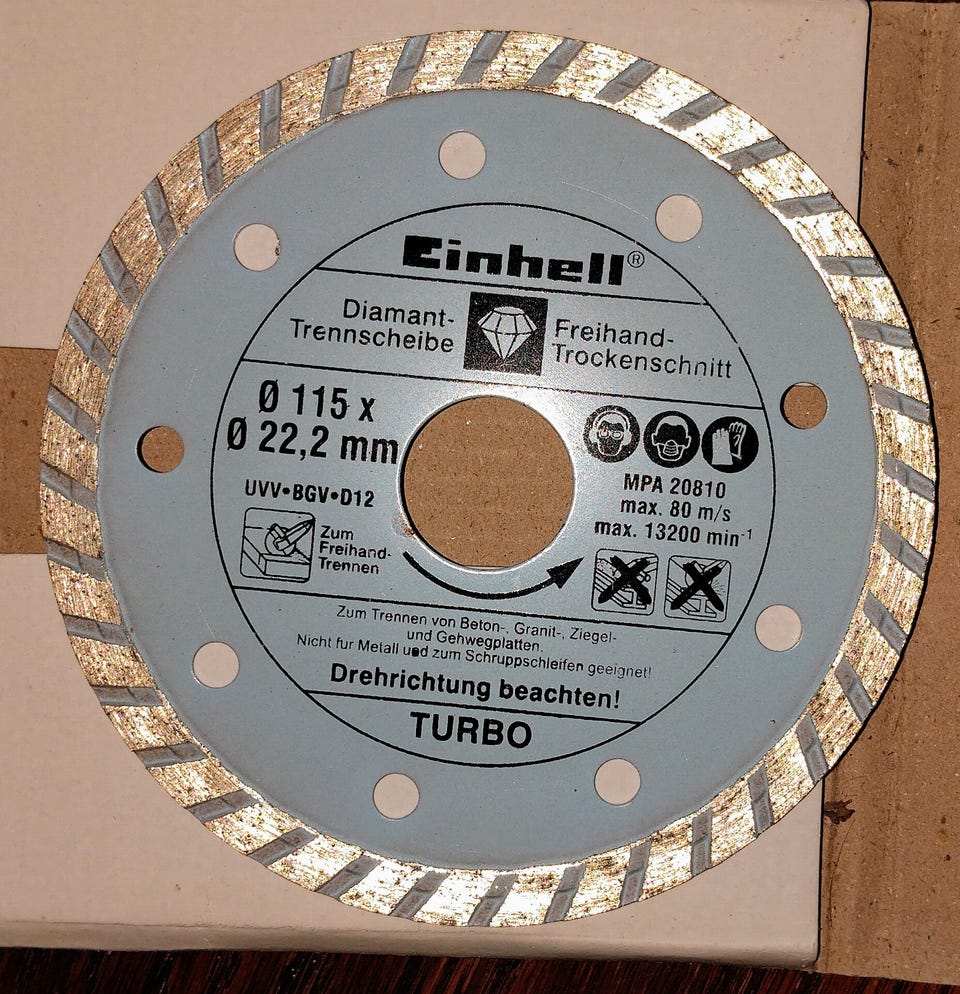 Einhell®
Diamant-
Trennscheibe
Freihand-
Trockenschnitt
Ø 115 x
Ø 22,2 mm
UVV•BGV•D12
Zum
Freihand-
Trennen
MPA 20810
max. 80 m/s
max. 13200 min⁻¹
Zum Trennen von Beton-, Granit-, Ziegel-
und Gehwegplatten.
Nicht fur Metall und zum Schruppschleifen geeignet!
Drehrichtung beachten!
TURBO